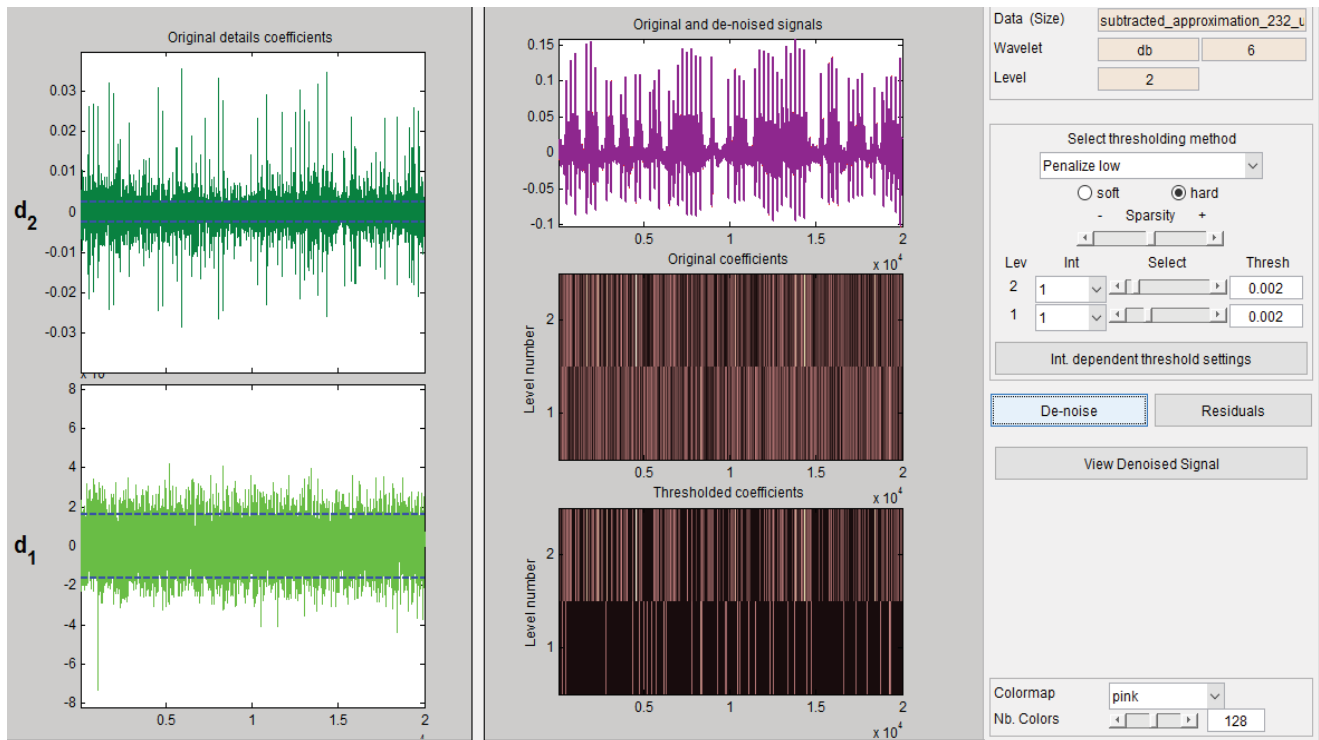 Original details coefficients
0.03
0.02
0.01
0
-0.01
-0.02
-0.03
d2
8
6
4
2
0
-2
-4
-6
-8
d1
0.5
1
1.5
2
Original and de-noised signals
0.15
0.1
0.05
0
-0.05
-0.1
0.5
1
1.5
2
x 10^4
Original coefficients
Level number
2
1
0.5
1
1.5
2
x 10^4
Thresholded coefficients
Level number
2
1
0.5
1
1.5
2
x 10^4
Data (Size) subtracted_approximation_232_u
Wavelet db 6
Level 2
Select thresholding method
Penalize low
soft hard
- Sparsity +
Lev Int Select Thresh
2 1 0.002
1 1 0.002
Int. dependent threshold settings
De-noise Residuals
View Denoised Signal
Colormap pink
Nb. Colors 128